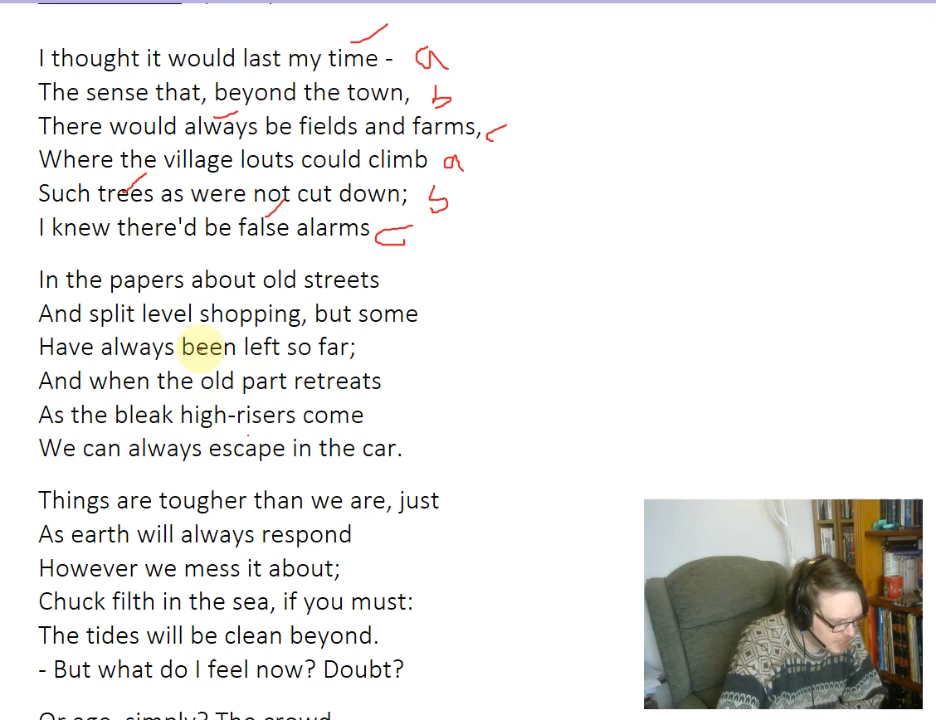 I thought it would last my time - a
The sense that, beyond the town, b
There would always be fields and farms, c
Where the village louts could climb a
Such trees as were not cut down; b
I knew there'd be false alarms c
In the papers about old streets
And split level shopping, but some
Have always been left so far;
And when the old part retreats
As the bleak high-risers come
We can always escape in the car.
Things are tougher than we are, just
As earth will always respond
However we mess it about;
Chuck filth in the sea, if you must:
The tides will be clean beyond.
- But what do I feel now? Doubt?
Or age, simply? The crowd